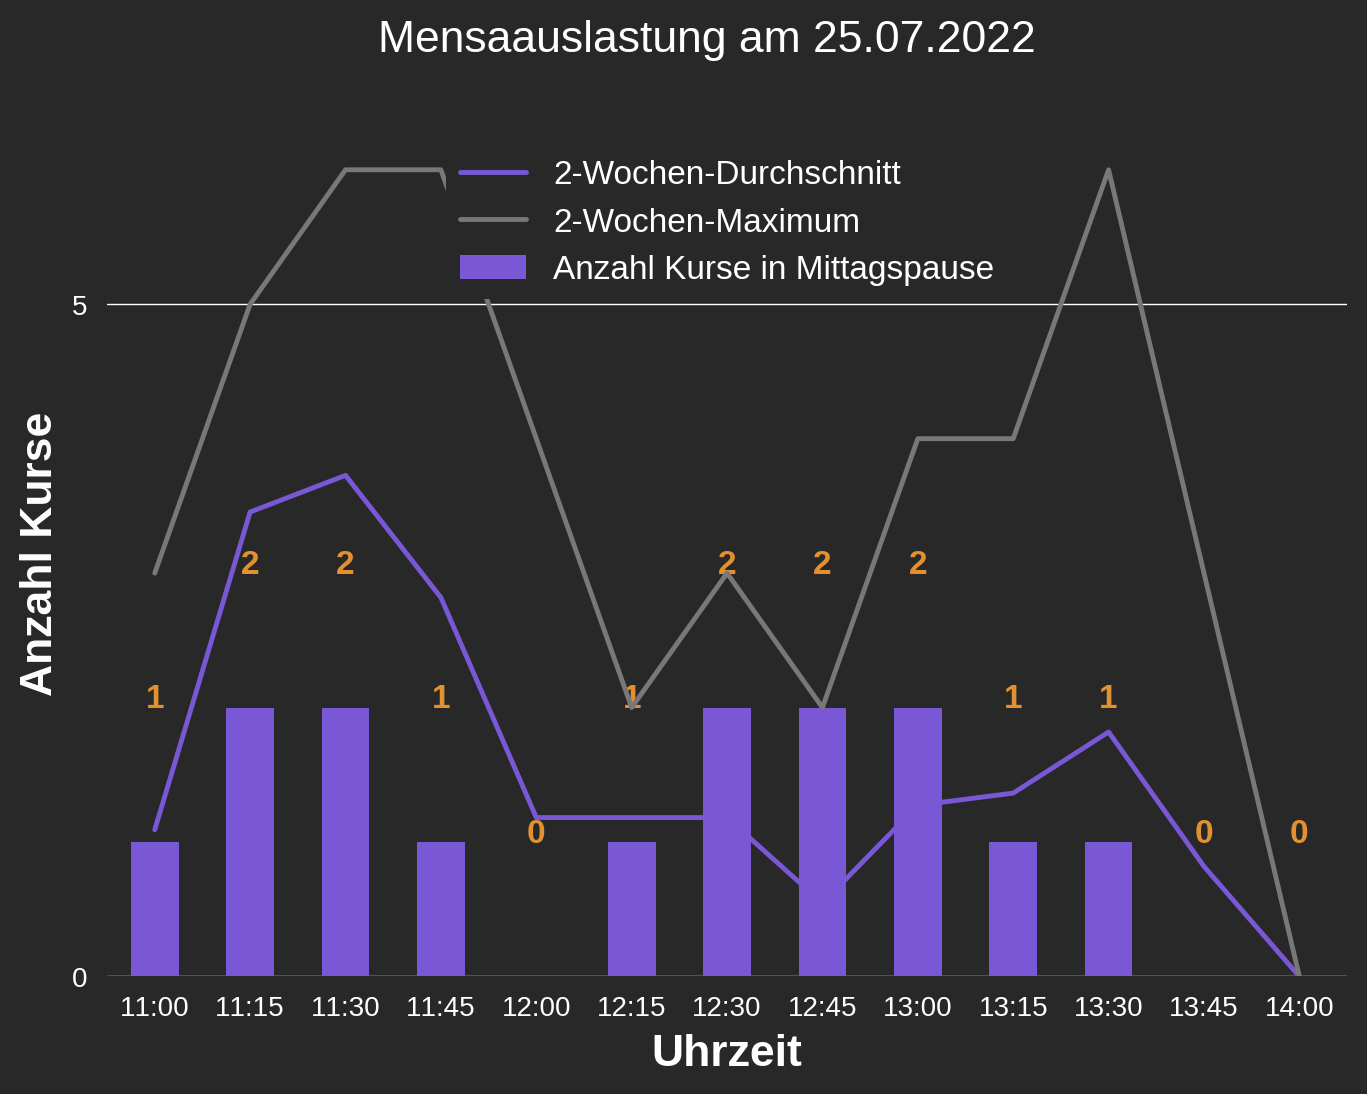 Mensaauslastung am 25.07.2022
2-Wochen-Durchschnitt
2-Wochen-Maximum
Anzahl Kurse in Mittagspause
5
0
Anzahl Kurse
1
2
2
1
0
1
2
2
2
1
1
0
0
11:00 11:15 11:30 11:45 12:00 12:15 12:30 12:45 13:00 13:15 13:30 13:45 14:00
Uhrzeit